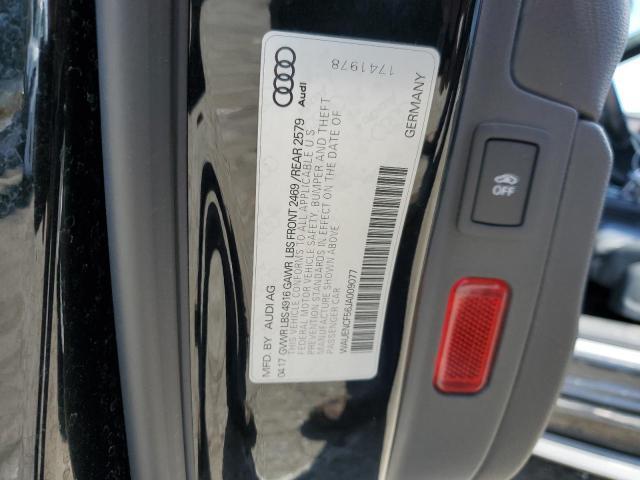 1741978
Audi
GERMANY
MFD. BY AUDI AG
04.17 GVWR LBS 4916 GAWR LBS FRONT 2469 / REAR 2579
THIS VEHICLE CONFORMS TO ALL APPLICABLE U S
FEDERAL MOTOR VEHICLE SAFETY, BUMPER AND THEFT
PREVENTION STANDARDS IN EFFECT ON THE DATE OF
MANUFACTURE SHOWN ABOVE.
PASSENGER CAR
WAUENCF56JA009077
OFF